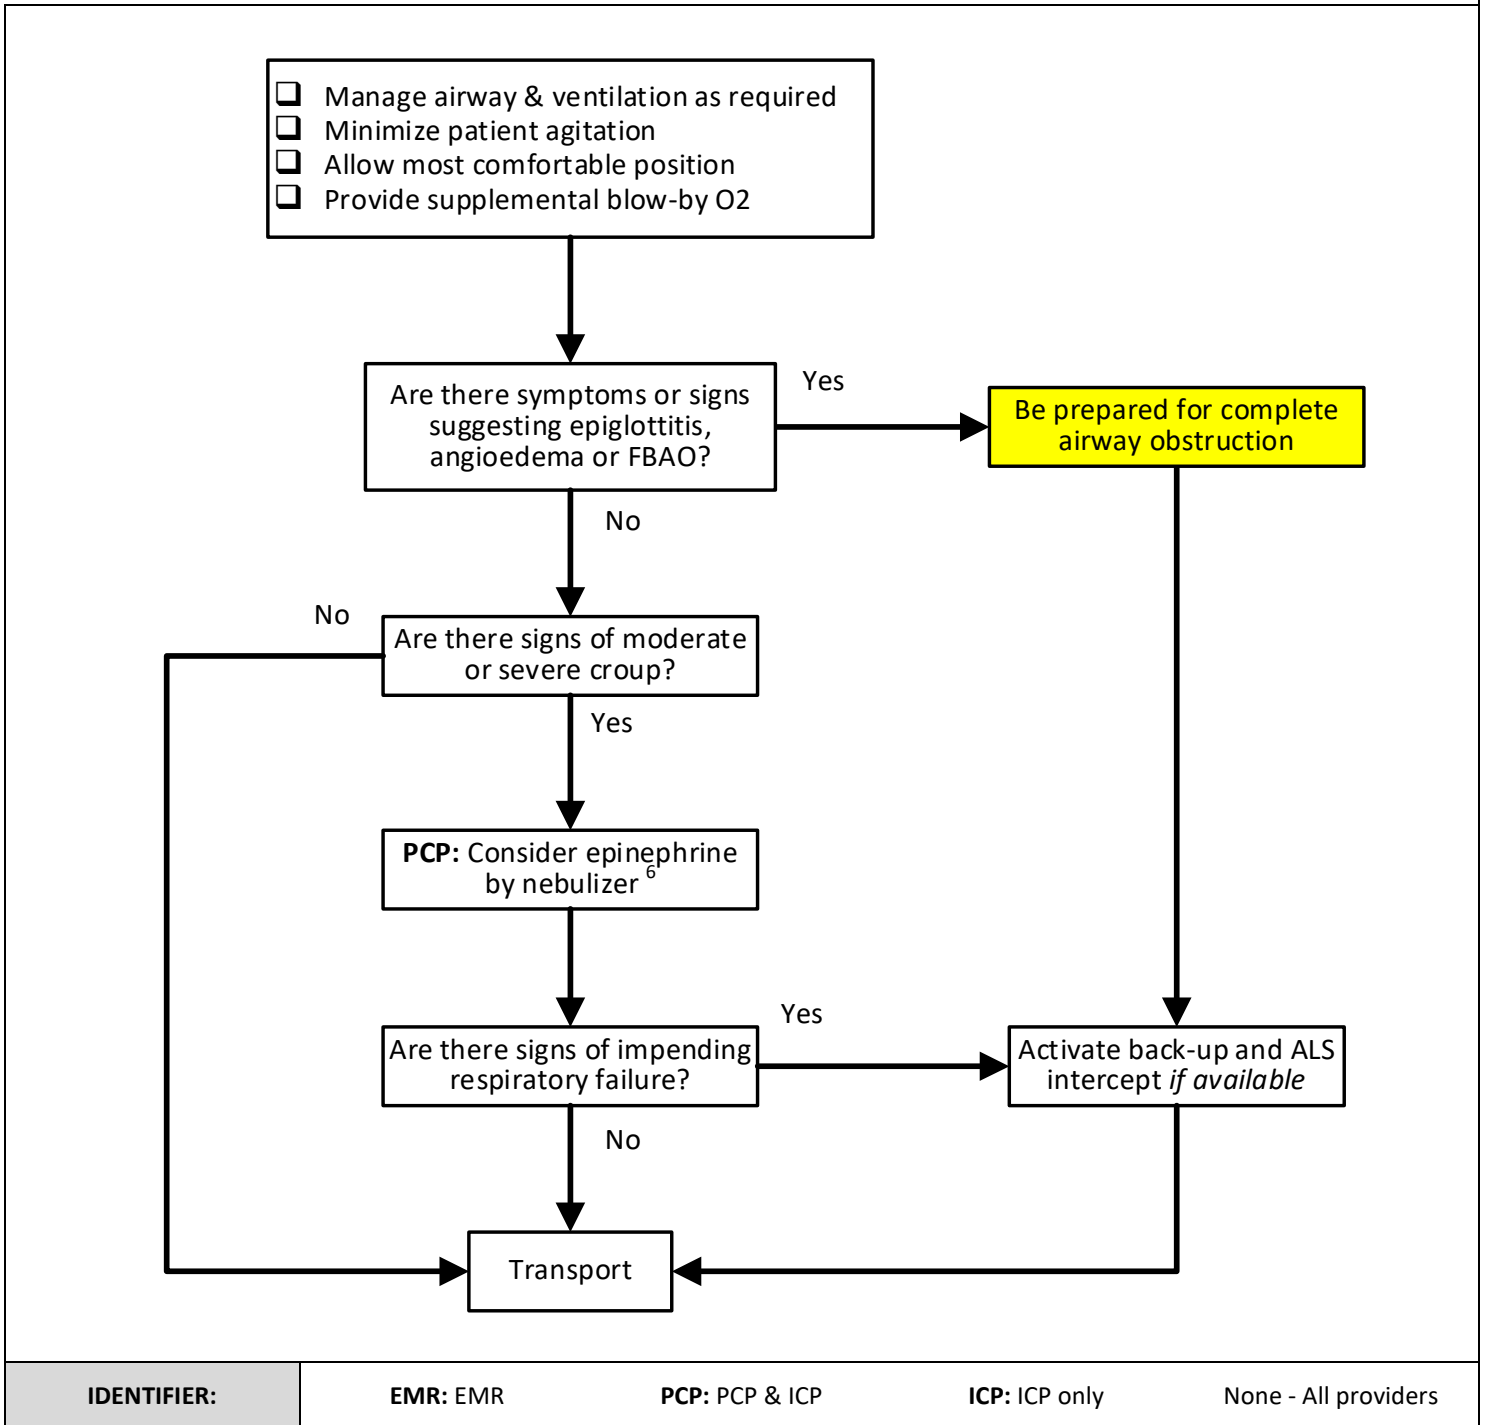 ❑ Manage airway & ventilation as required
❑ Minimize patient agitation
❑ Allow most comfortable position
❑ Provide supplemental blow-by O2
Are there symptoms or signs
suggesting epiglottitis,
angioedema or FBAO?
Yes
Be prepared for complete
airway obstruction
No
No
Are there signs of moderate
or severe croup?
Yes
PCP: Consider epinephrine
by nebulizer 6
Are there signs of impending
respiratory failure?
Yes
Activate back-up and ALS
intercept if available
No
Transport
IDENTIFIER: EMR: EMR PCP: PCP & ICP ICP: ICP only None - All providers